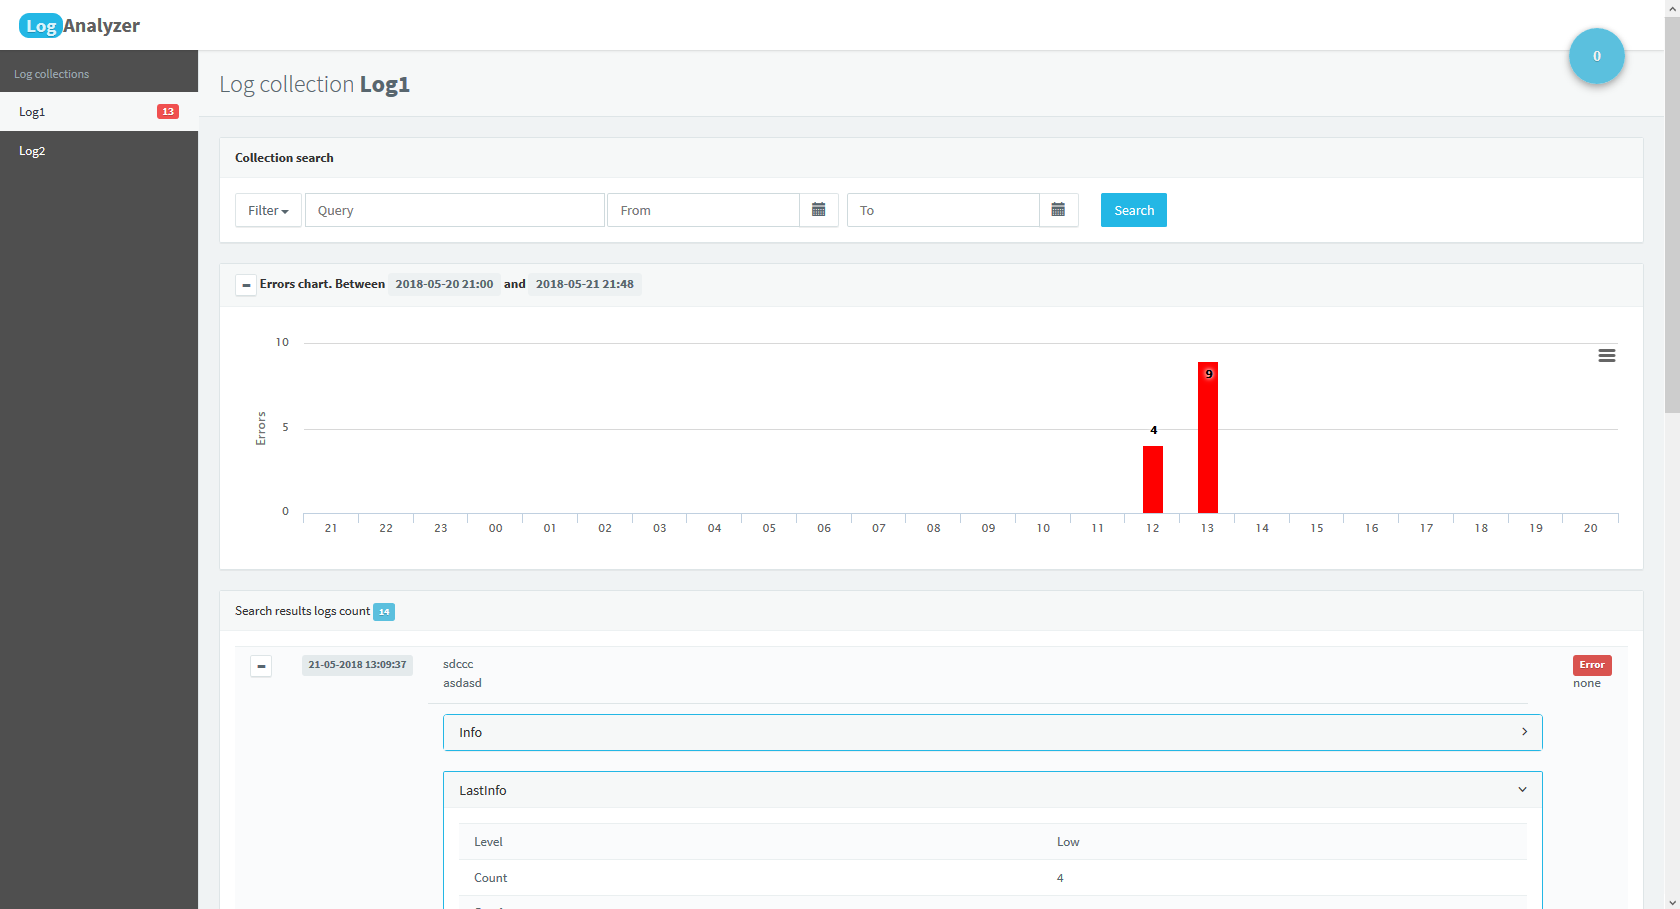 LogAnalyzer
0
Log collections
Log1 13
Log2
Log collection Log1
Collection search
Filter Query From To Search
Errors chart. Between 2018-05-20 21:00 and 2018-05-21 21:48
10
5
0
Errors
4
9
21 22 23 00 01 02 03 04 05 06 07 08 09 10 11 12 13 14 15 16 17 18 19 20
Search results logs count 14
21-05-2018 13:09:37 sdccc Error
asdasd none
Info
LastInfo
Level Low
Count 4